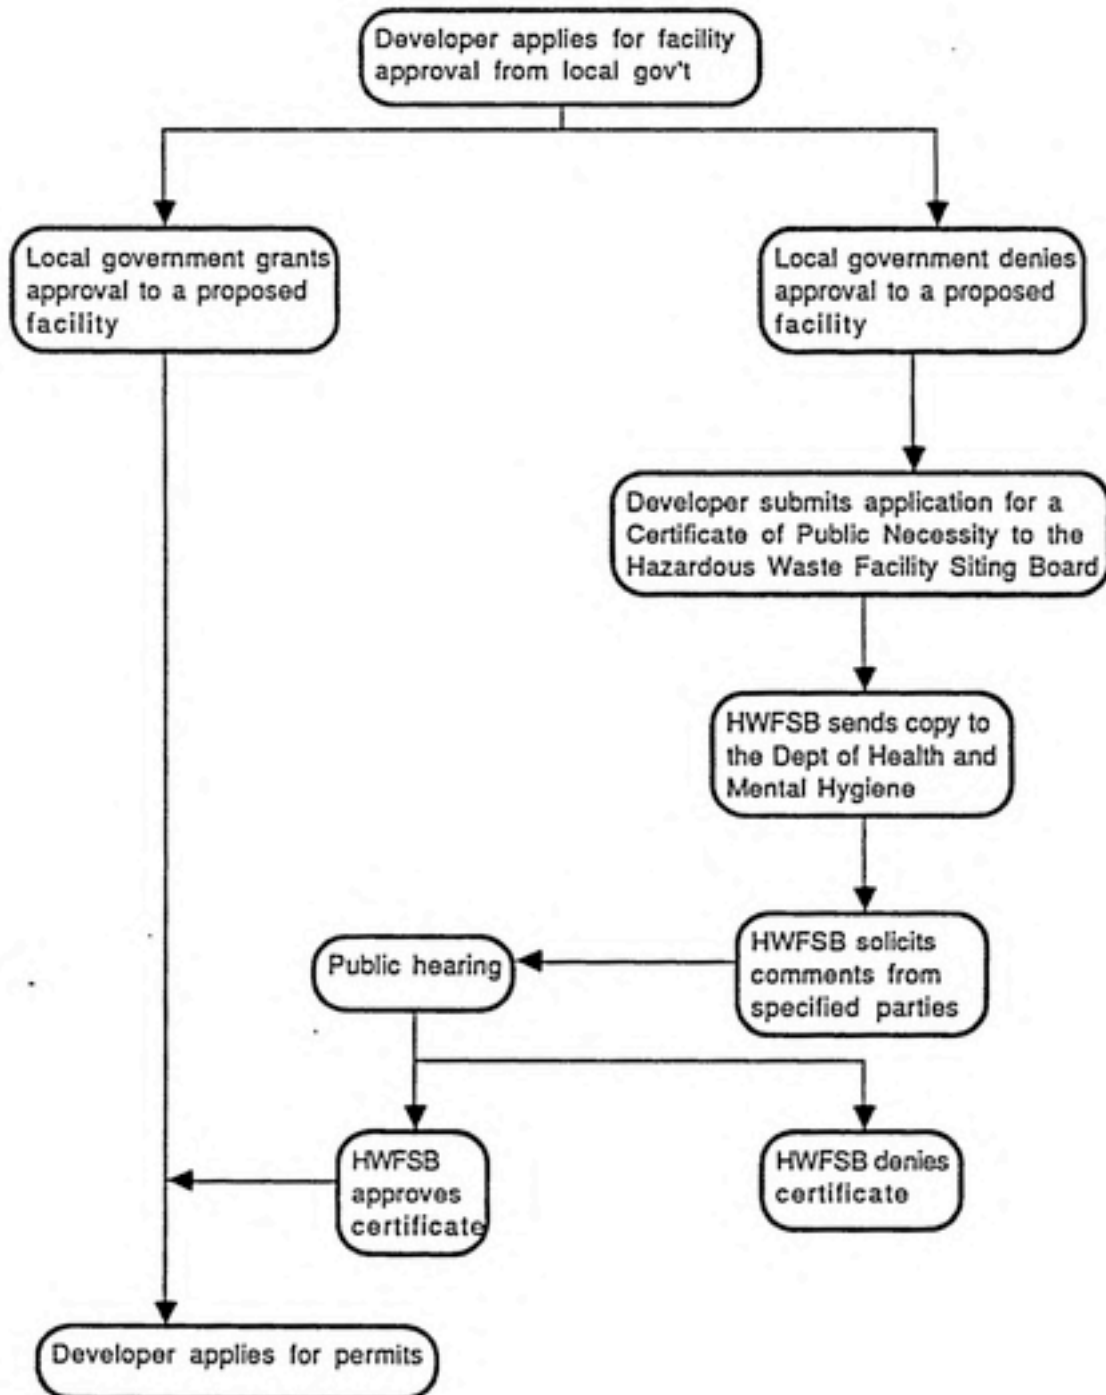 Developer applies for facility
approval from local gov't
Local government grants
approval to a proposed
facility
Local government denies
approval to a proposed
facility
Developer submits application for a
Certificate of Public Necessity to the
Hazardous Waste Facility Siting Board
HWFSB sends copy to
the Dept of Health and
Mental Hygiene
HWFSB solicits
comments from
specified parties
Public hearing
HWFSB
approves
certificate
HWFSB denies
certificate
Developer applies for permits